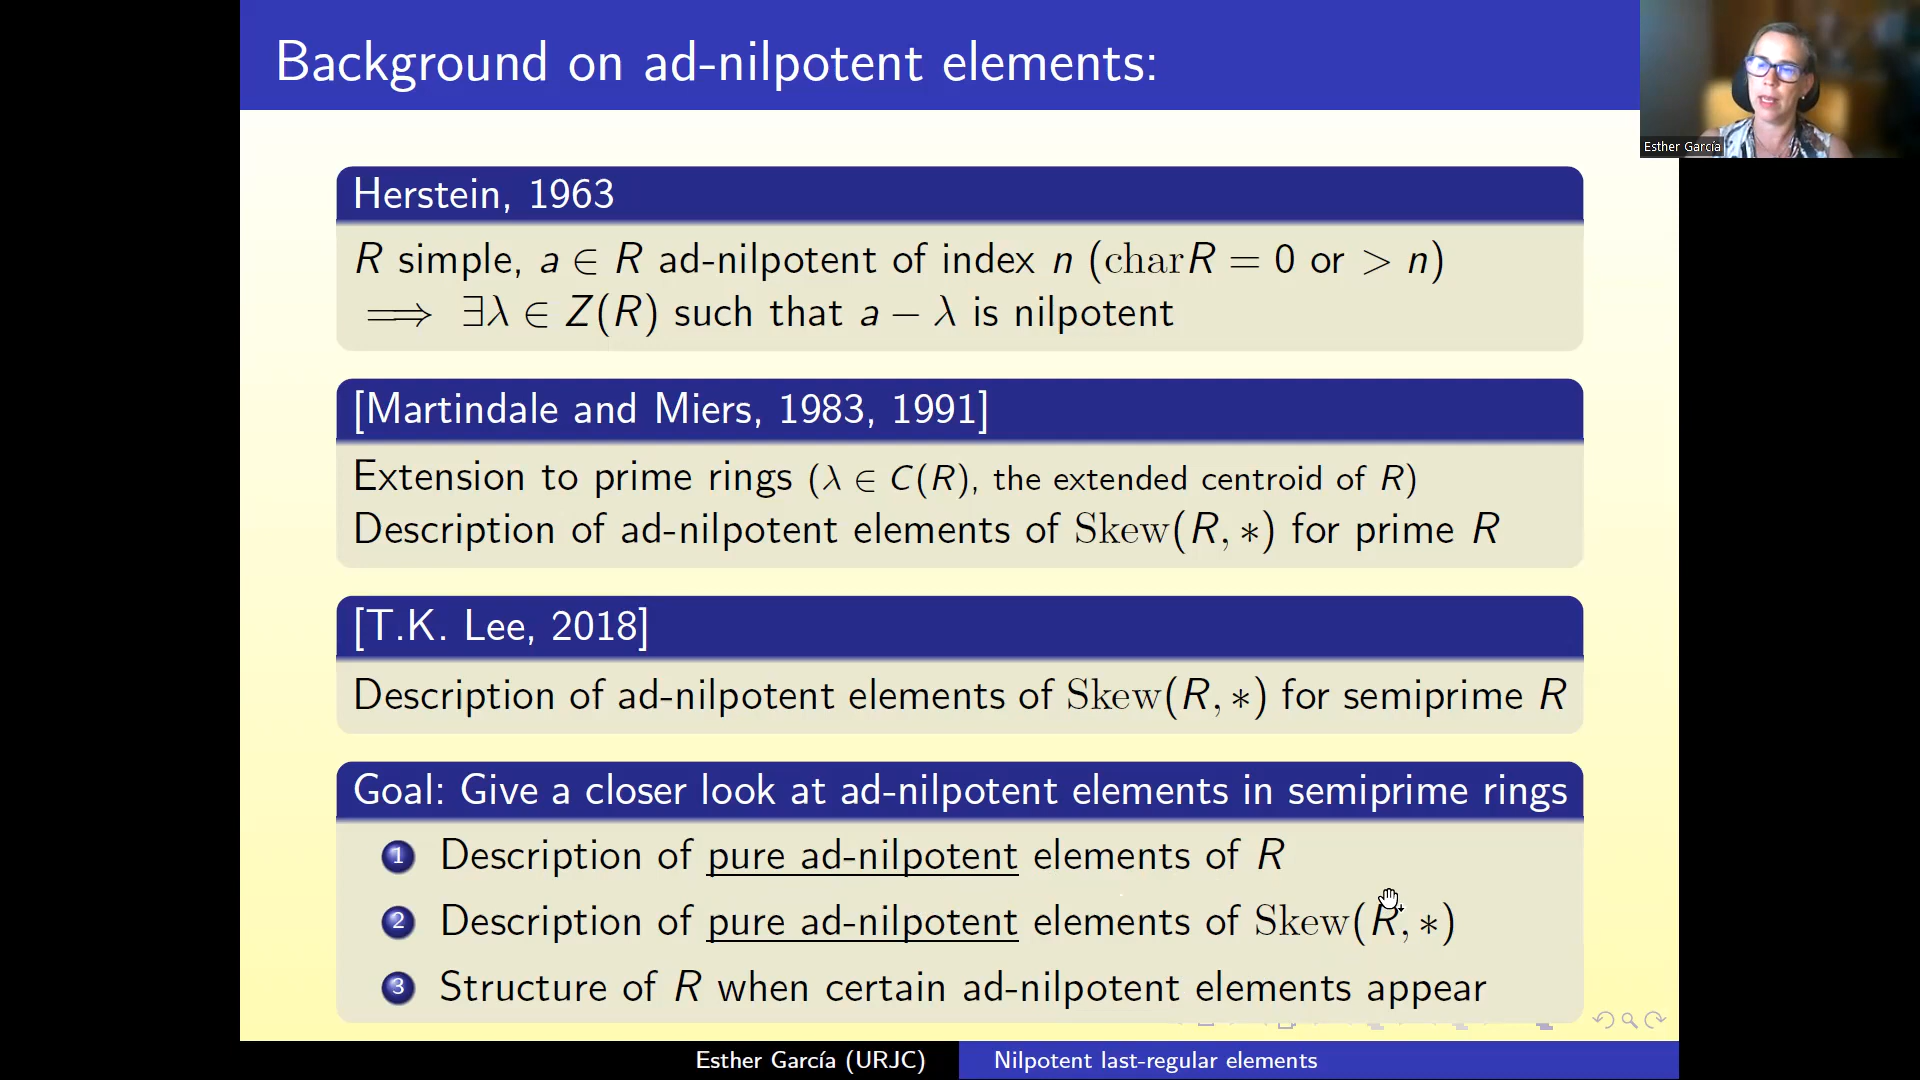 Background on ad-nilpotent elements:
Esther García
Herstein, 1963
R simple, a ∈ R ad-nilpotent of index n (charR = 0 or > n)
⟹ ∃λ ∈ Z(R) such that a − λ is nilpotent
[Martindale and Miers, 1983, 1991]
Extension to prime rings (λ ∈ C(R), the extended centroid of R)
Description of ad-nilpotent elements of Skew(R, ∗) for prime R
[T.K. Lee, 2018]
Description of ad-nilpotent elements of Skew(R, ∗) for semiprime R
Goal: Give a closer look at ad-nilpotent elements in semiprime rings
1 Description of pure ad-nilpotent elements of R
2 Description of pure ad-nilpotent elements of Skew(R, ∗)
3 Structure of R when certain ad-nilpotent elements appear
Esther García (URJC) Nilpotent last-regular elements